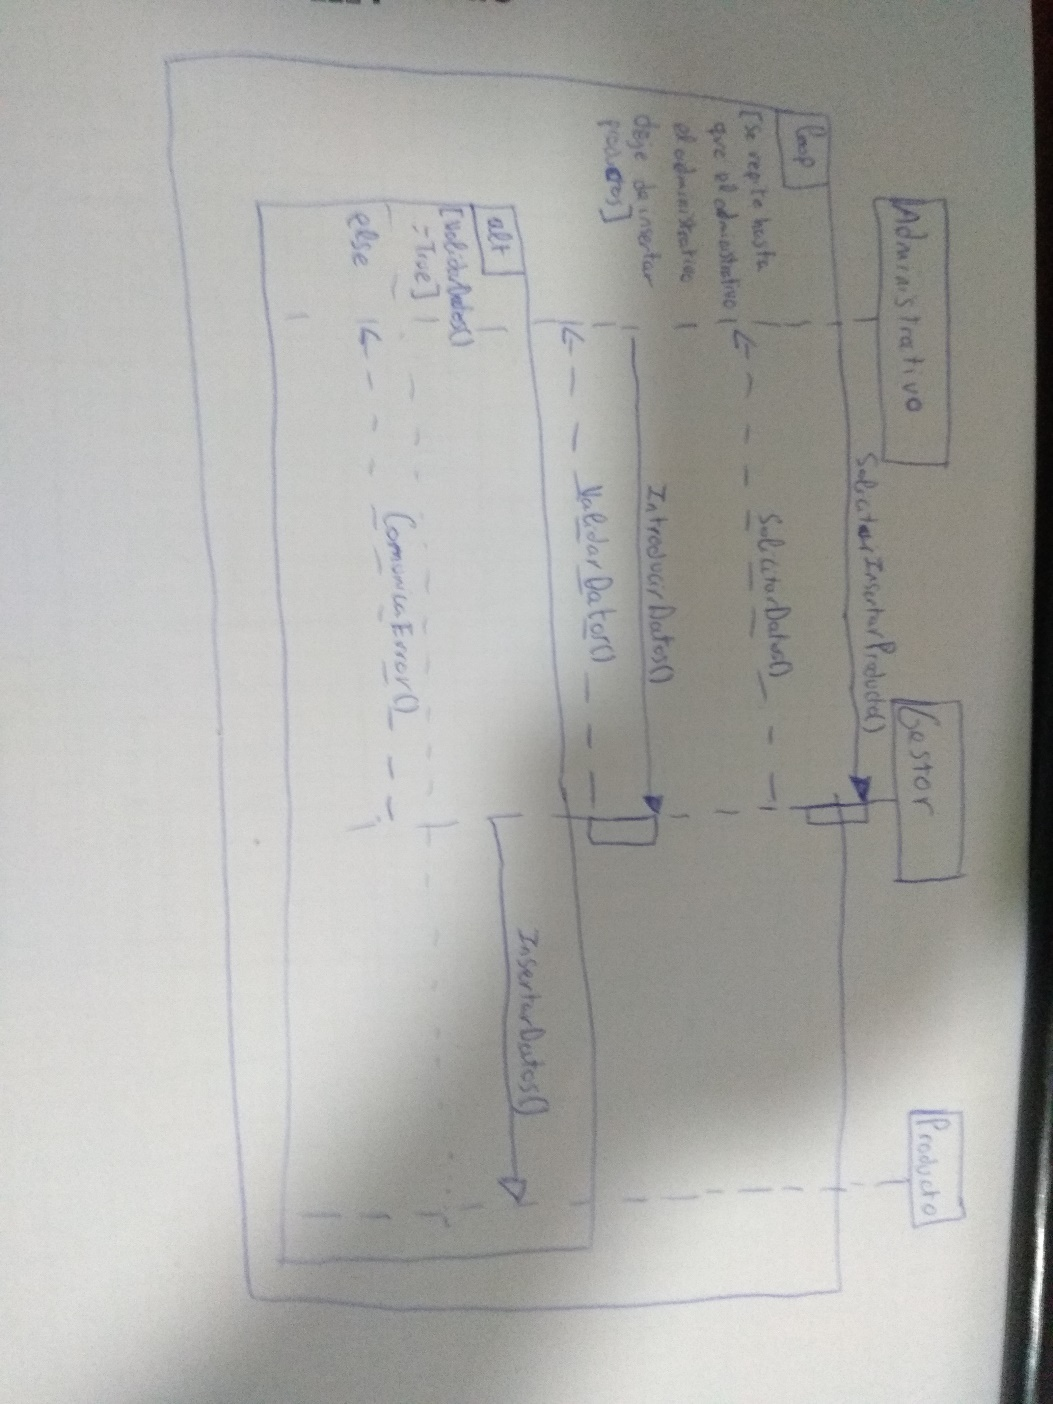 Administrativo
Gestor
Producto
SolicitarInsertarProducto()
loop
[Se repite hasta
que el administrativo
el administrativo
deje de insertar
productos]
SolicitarDatos()
IntroducirDatos()
ValidarDatos()
alt
[ValidarDatos()
=True]
InsertarDatos()
else
ComunicaError()